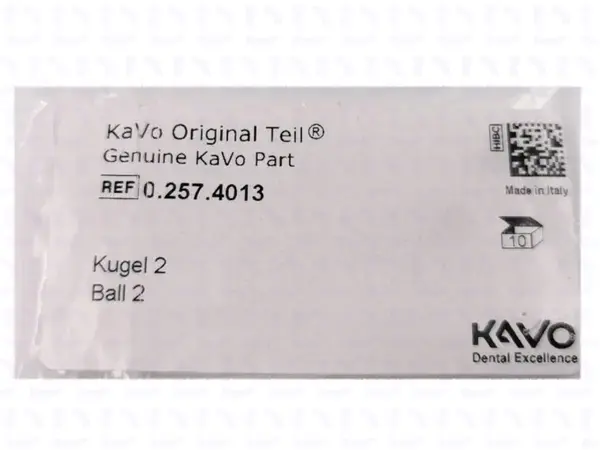 KaVo Original Teil®
Genuine KaVo Part
REF 0.257.4013
Kugel 2
Ball 2
HIBC
Made in Italy
10
KAVO
Dental Excellence